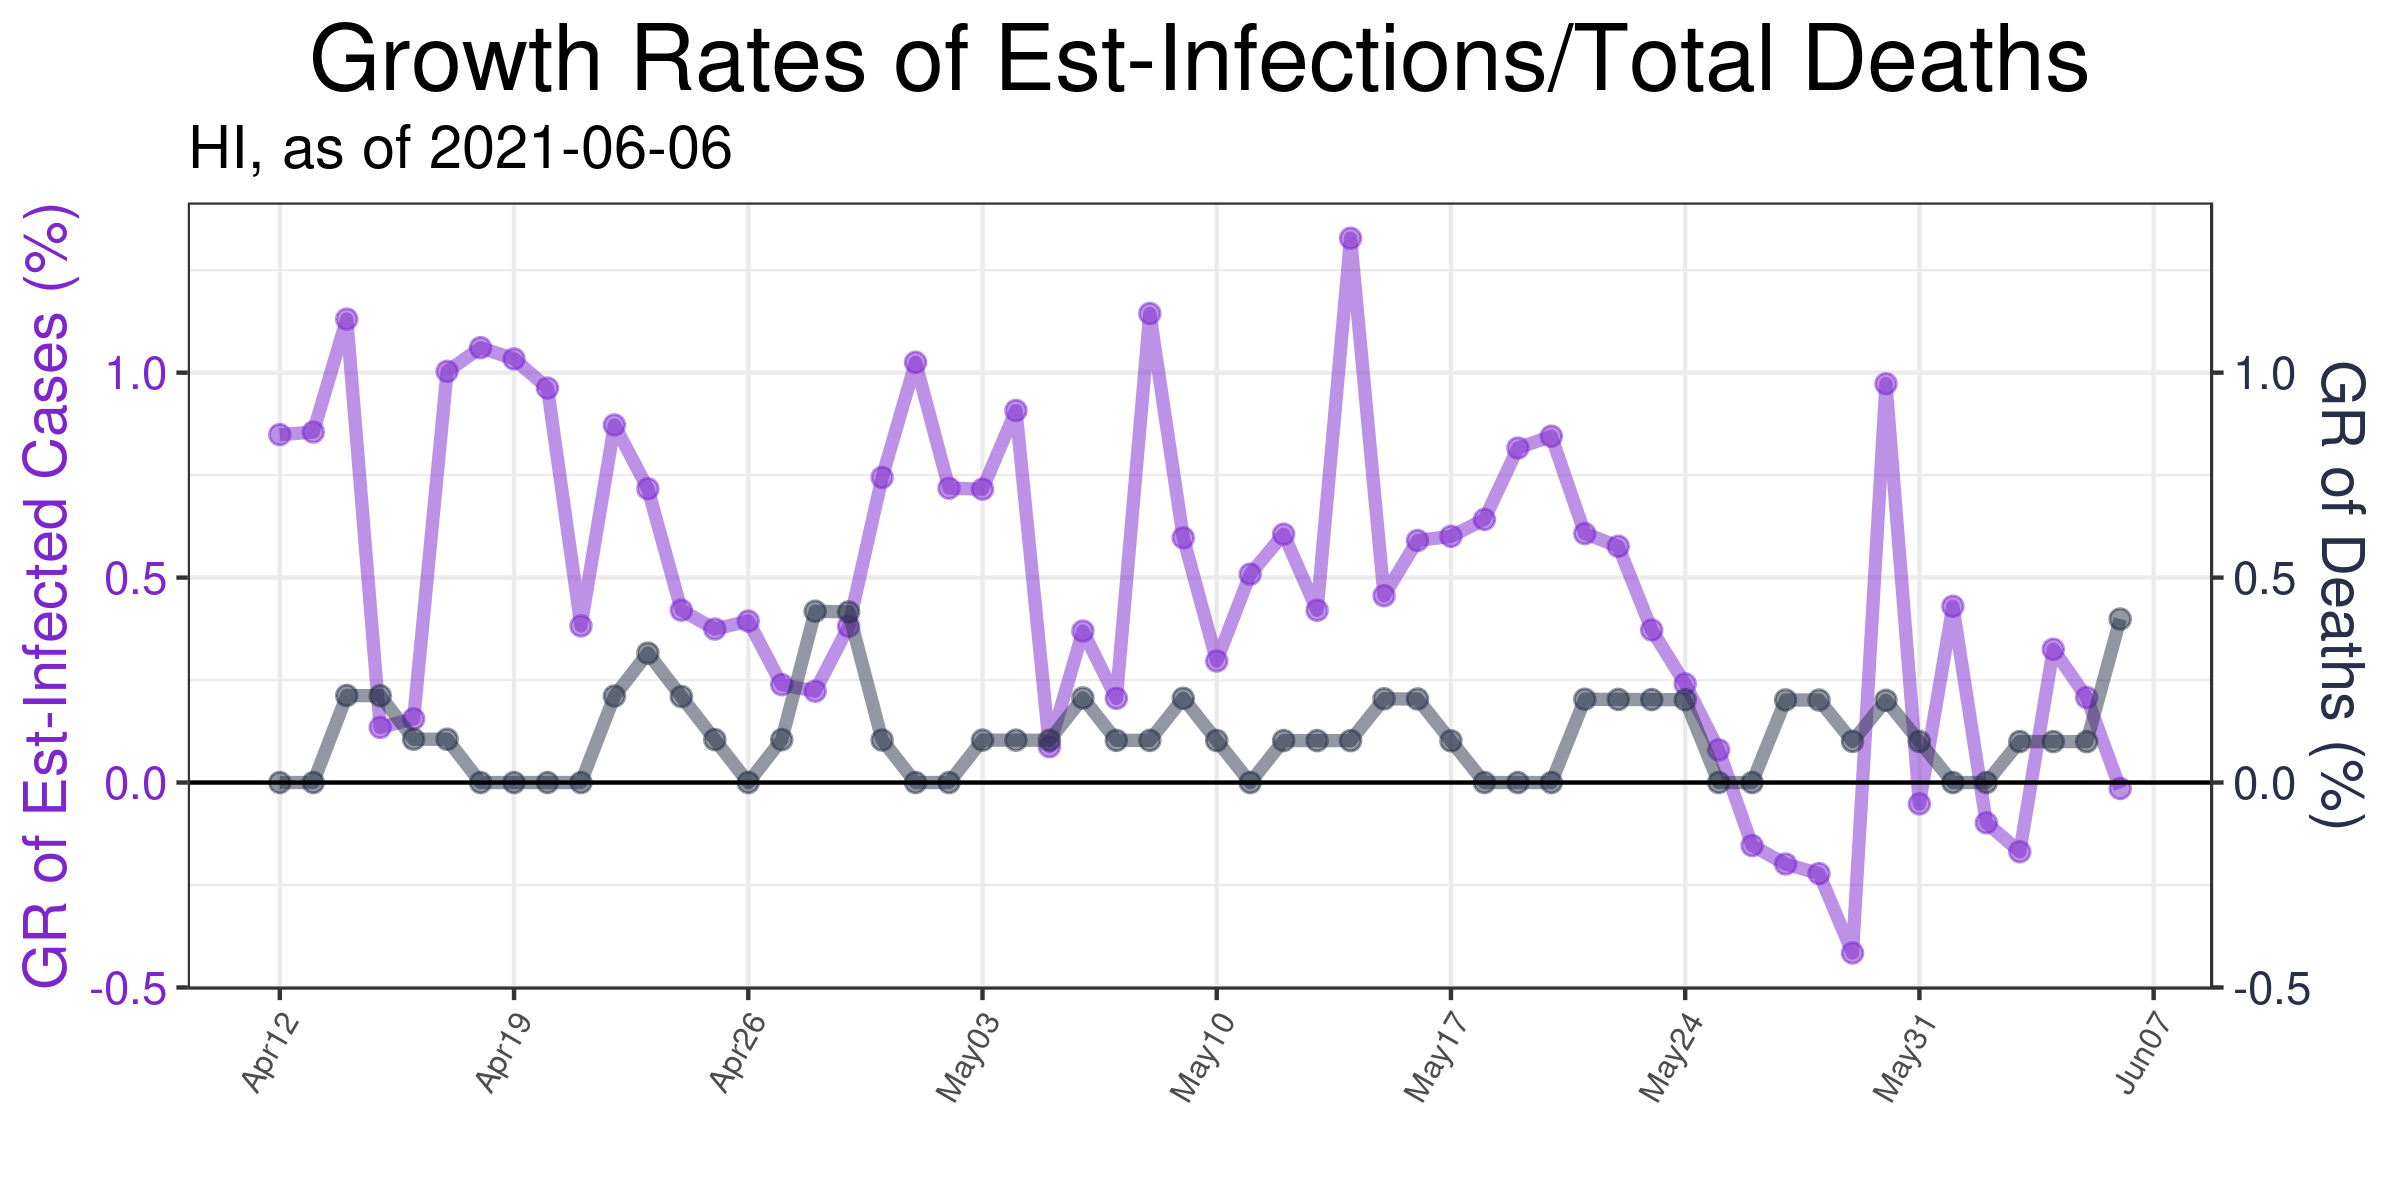 Growth Rates of Est-Infections/Total Deaths
HI, as of 2021-06-06
GR of Est-Infected Cases (%)
1.0
0.5
0.0
-0.5
1.0
0.5
0.0
-0.5
GR of Deaths (%)
Apr12
Apr19
Apr26
May03
May10
May17
May24
May31
Jun07